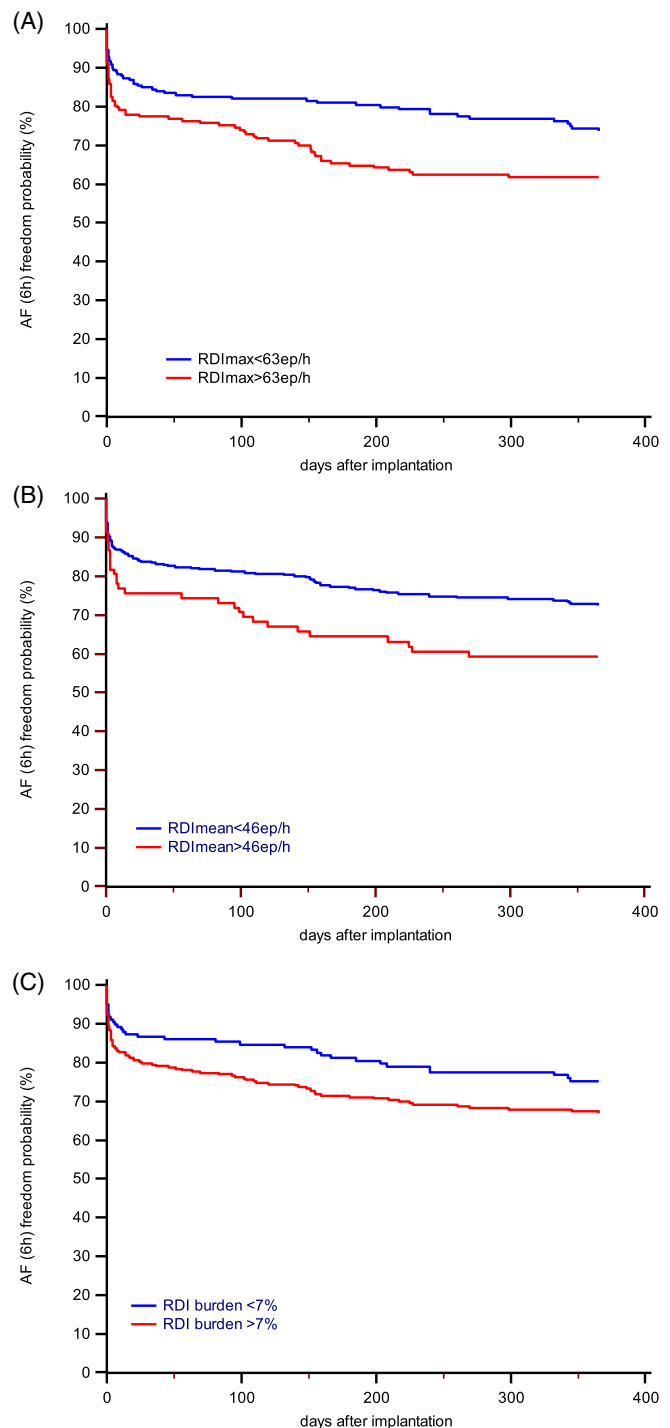 (A)
100
90
80
70
60
50
40
30
20
10
0
AF (6h) freedom probability (%)
RDImax<63ep/h
RDImax>63ep/h
0 100 200 300 400
days after implantation
(B)
100
90
80
70
60
50
40
30
20
10
0
AF (6h) freedom probability (%)
RDImean<46ep/h
RDImean>46ep/h
0 100 200 300 400
days after implantation
(C)
100
90
80
70
60
50
40
30
20
10
0
AF (6h) freedom probability (%)
RDI burden <7%
RDI burden >7%
0 100 200 300 400
days after implantation